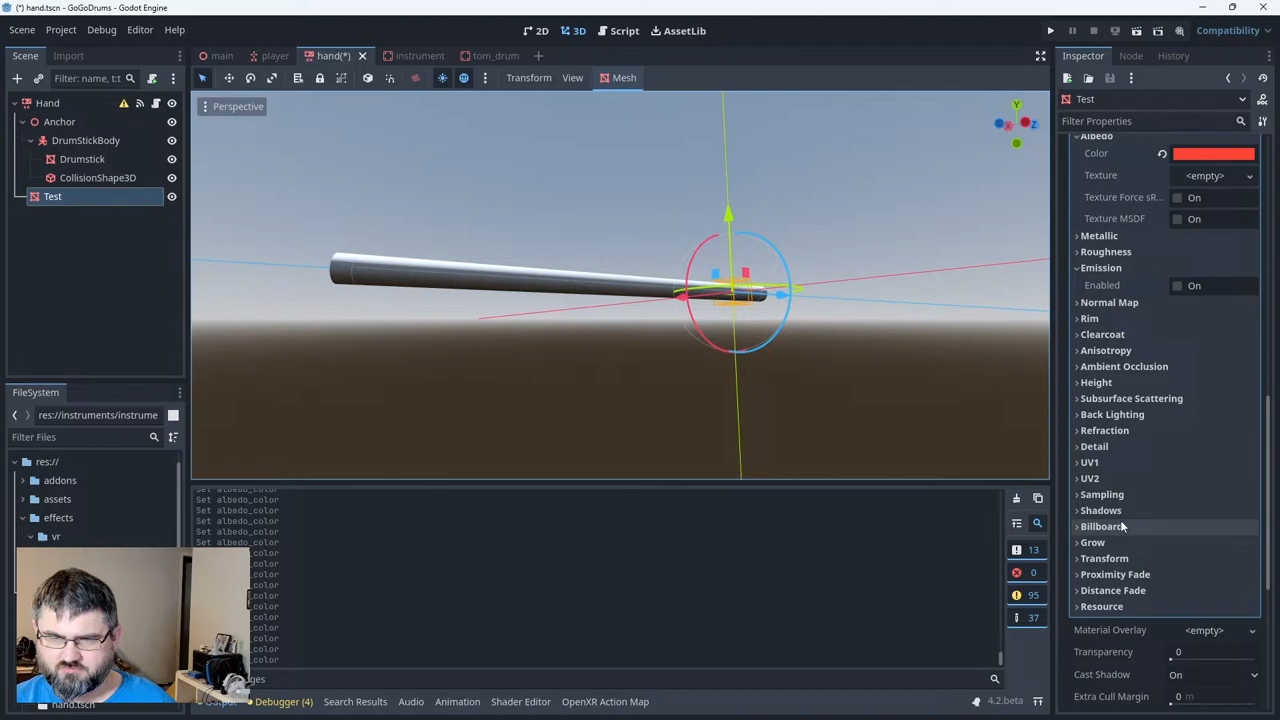 (*) hand.tscn - GoGoDrums - Godot Engine
Scene Project Debug Editor Help
2D 3D Script AssetLib
Compatibility
Scene Import
main player hand(*) instrument tom_drum
Inspector Node History
Filter: name, t:t
Transform View Mesh
Hand
Anchor
DrumStickBody
Drumstick
CollisionShape3D
Test
Perspective
Y
X
Z
Test
Filter Properties
Albedo
Color
Texture <empty>
Texture Force sR... On
Texture MSDF On
Metallic
Roughness
Emission
Enabled On
Normal Map
Rim
Clearcoat
Anisotropy
Ambient Occlusion
Height
Subsurface Scattering
Back Lighting
Refraction
Detail
UV1
UV2
Sampling
Shadows
Billboard
Grow
Transform
Proximity Fade
Distance Fade
Resource
Material Overlay <empty>
Transparency 0
Cast Shadow On
Extra Cull Margin 0 m
FileSystem
res://instruments/instrume
Filter Files
res://
addons
assets
effects
vr
hand.tscn
Set albedo_color
Set albedo_color
Set albedo_color
Set albedo_color
Set albedo_color
Set albedo_color
13
0
95
37
Output Debugger (4) Search Results Audio Animation Shader Editor OpenXR Action Map
4.2.beta